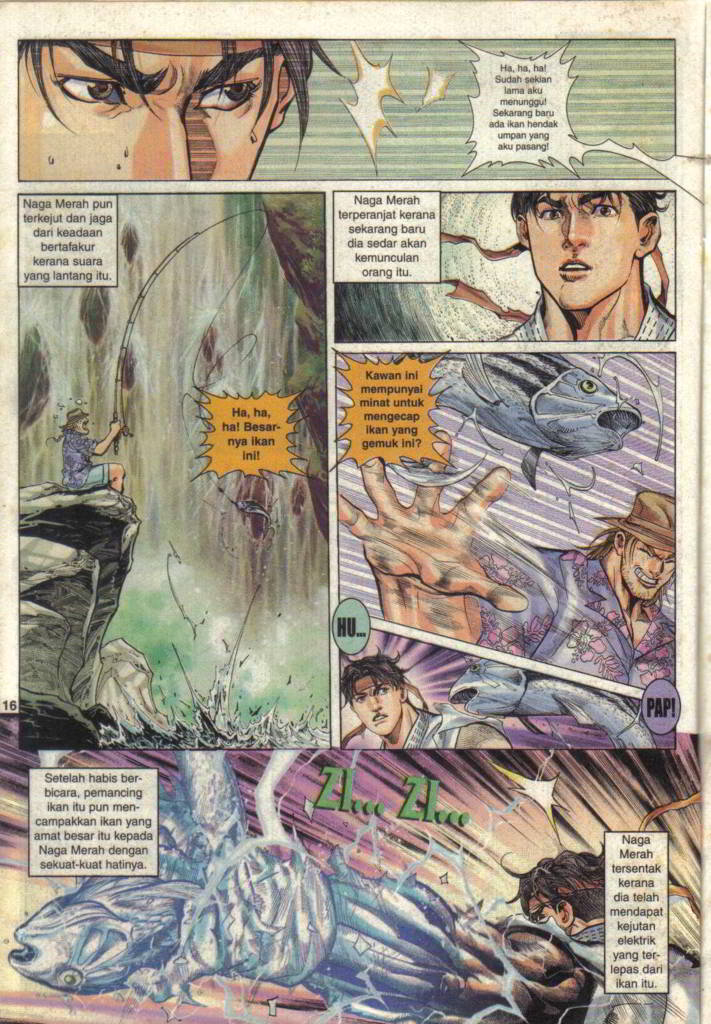 Ha, ha, ha!
Sudah sekian
lama aku
menunggu!
Sekarang baru
ada ikan hendak
umpan yang
aku pasang!
Naga Merah pun
terkejut dan jaga
dari keadaan
bertafakur
kerana suara
yang lantang itu.
Ha, ha,
ha! Besar-
nya ikan
ini!
Naga Merah
terperanjat kerana
sekarang baru
dia sedar akan
kemunculan
orang itu.
Kawan ini
mempunyai
minat untuk
mengecap
ikan yang
gemuk ini?
HU...
PAP!
16
Setelah habis ber-
bicara, pemancing
ikan itu pun men-
campakkan ikan yang
amat besar itu kepada
Naga Merah dengan
sekuat-kuat hatinya.
ZI... ZI...
Naga
Merah
tersentak
kerana
dia telah
mendapat
kejutan
elektrik
yang ter-
lepas dari
ikan itu.